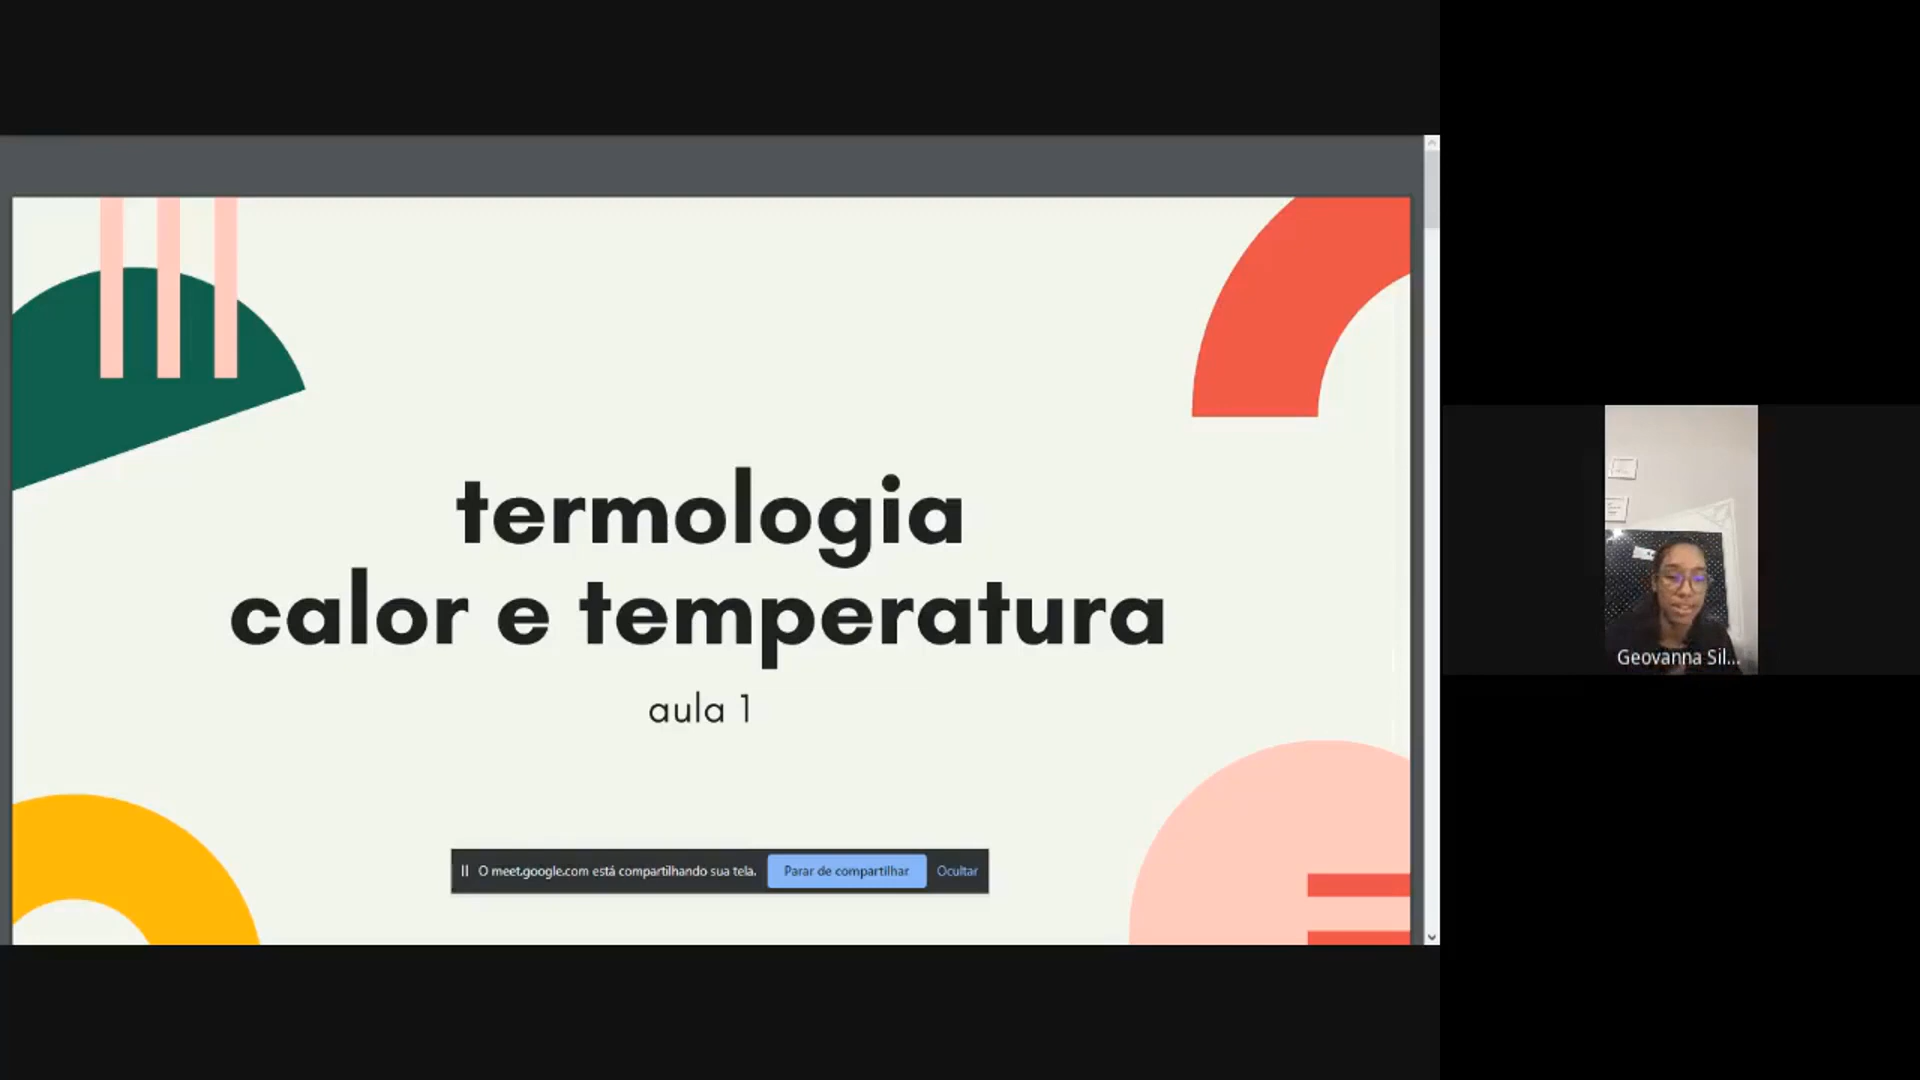 termologia
calor e temperatura
aula 1
O meet.google.com está compartilhando sua tela.
Parar de compartilhar
Ocultar
Geovanna Sil...